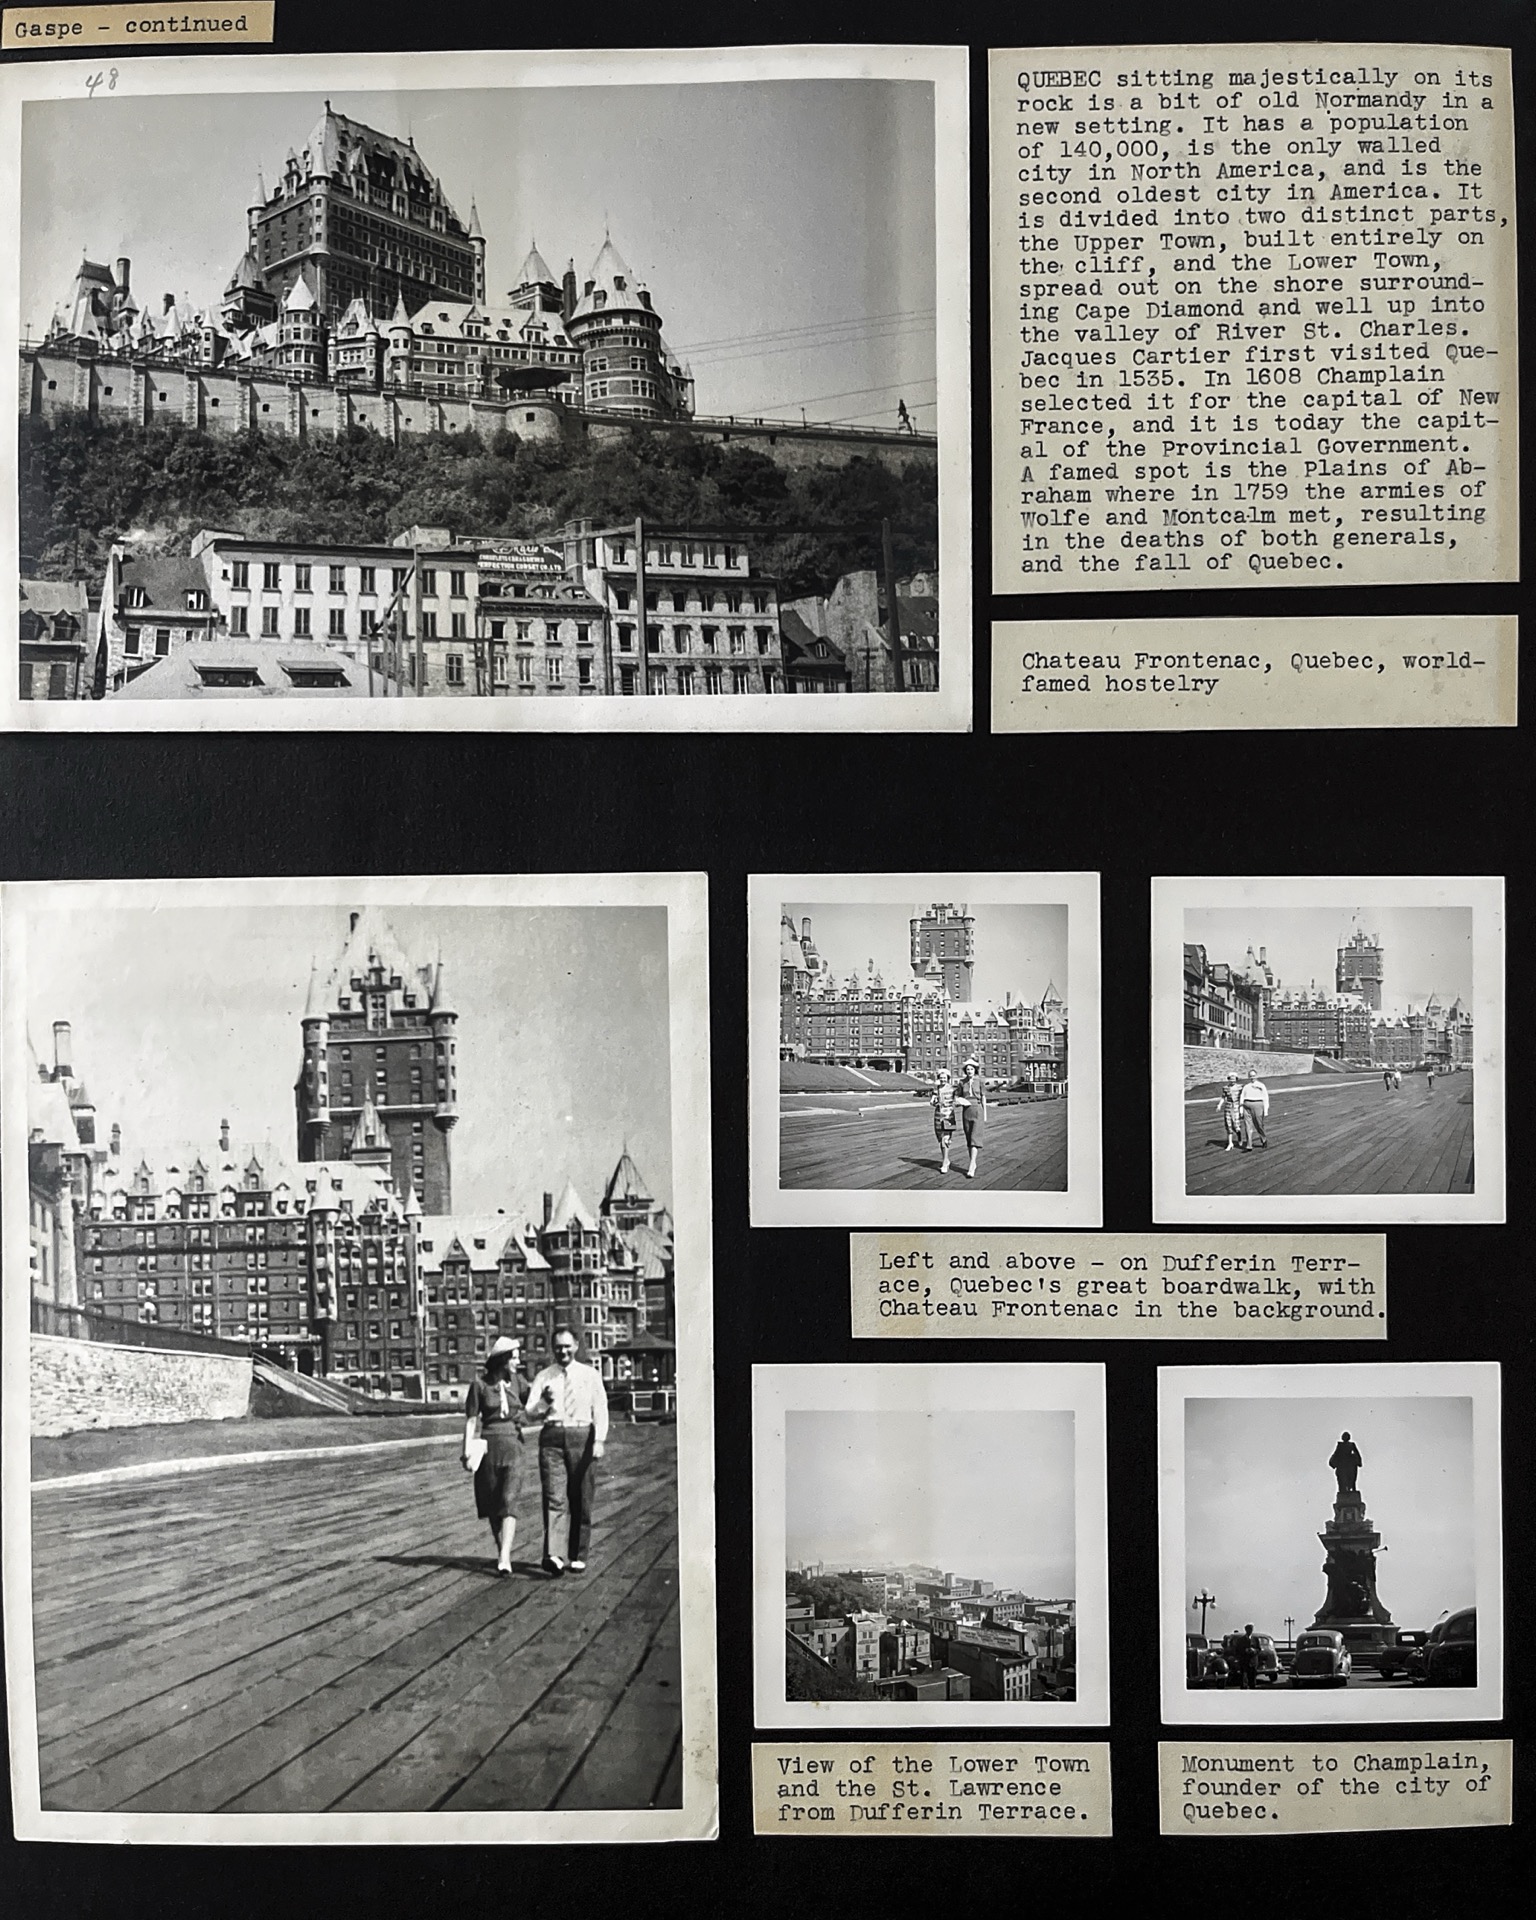 Gaspe - continued
48
QUEBEC sitting majestically on its
rock is a bit of old Normandy in a
new setting. It has a population
of 140,000, is the only walled
city in North America, and is the
second oldest city in America. It
is divided into two distinct parts,
the Upper Town, built entirely on
the cliff, and the Lower Town,
spread out on the shore surround-
ing Cape Diamond and well up into
the valley of River St. Charles.
Jacques Cartier first visited Que-
bec in 1535. In 1608 Champlain
selected it for the capital of New
France, and it is today the capit-
al of the Provincial Government.
A famed spot is the Plains of Ab-
raham where in 1759 the armies of
Wolfe and Montcalm met, resulting
in the deaths of both generals,
and the fall of Quebec.
PERFECTION CORSET CO. LTD
Chateau Frontenac, Quebec, world-
famed hostelry
Left and above - on Dufferin Terr-
ace, Quebec's great boardwalk, with
Chateau Frontenac in the background.
View of the Lower Town
and the St. Lawrence
from Dufferin Terrace.
Monument to Champlain,
founder of the city of
Quebec.